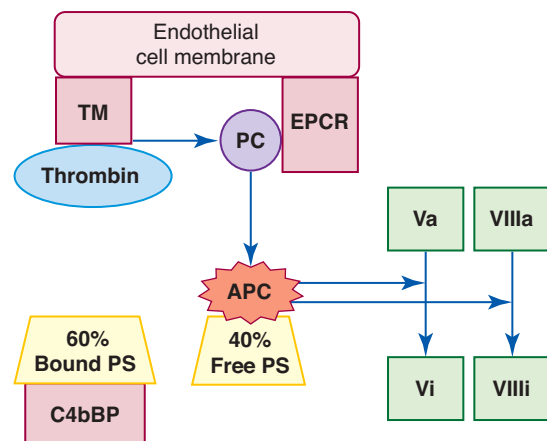 Endothelial
cell membrane
TM
EPCR
PC
Thrombin
Va
VIIIa
APC
60%
Bound PS
40%
Free PS
C4bBP
Vi
VIIIi